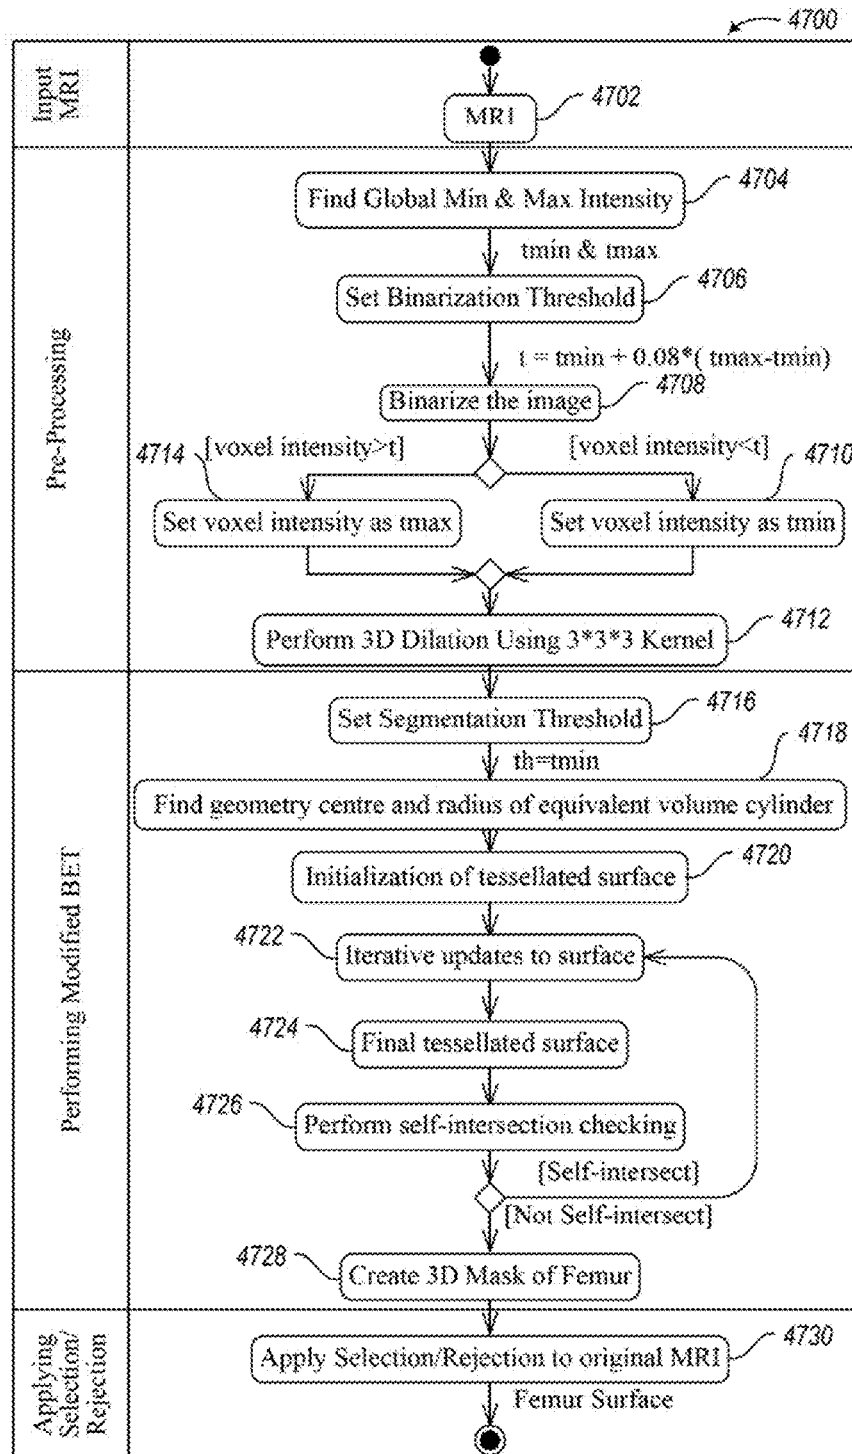 4700
Input
MRI
MRI
4702
Pre-Processing
Find Global Min & Max Intensity
4704
tmin & tmax
Set Binarization Threshold
4706
t = tmin + 0.08*( tmax-tmin)
4708
Binarize the image
[voxel intensity>t]
[voxel intensity<t]
4714
4710
Set voxel intensity as tmax
Set voxel intensity as tmin
4712
Perform 3D Dilation Using 3*3*3 Kernel
Performing Modified BET
4716
Set Segmentation Threshold
4718
th=tmin
Find geometry centre and radius of equivalent volume cylinder
4720
Initialization of tessellated surface
4722
Iterative updates to surface
4724
Final tessellated surface
4726
Perform self-intersection checking
[Self-intersect]
[Not Self-intersect]
4728
Create 3D Mask of Femur
Applying
Selection/
Rejection
4730
Apply Selection/Rejection to original MRI
Femur Surface